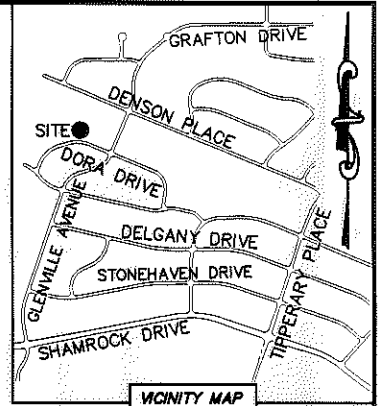 GRAFTON DRIVE
DENSON PLACE
SITE
DORA DRIVE
GLENVILLE AVENUE
DELGANY DRIVE
TIPPERARY PLACE
STONEHAVEN DRIVE
SHAMROCK DRIVE
VICINITY MAP